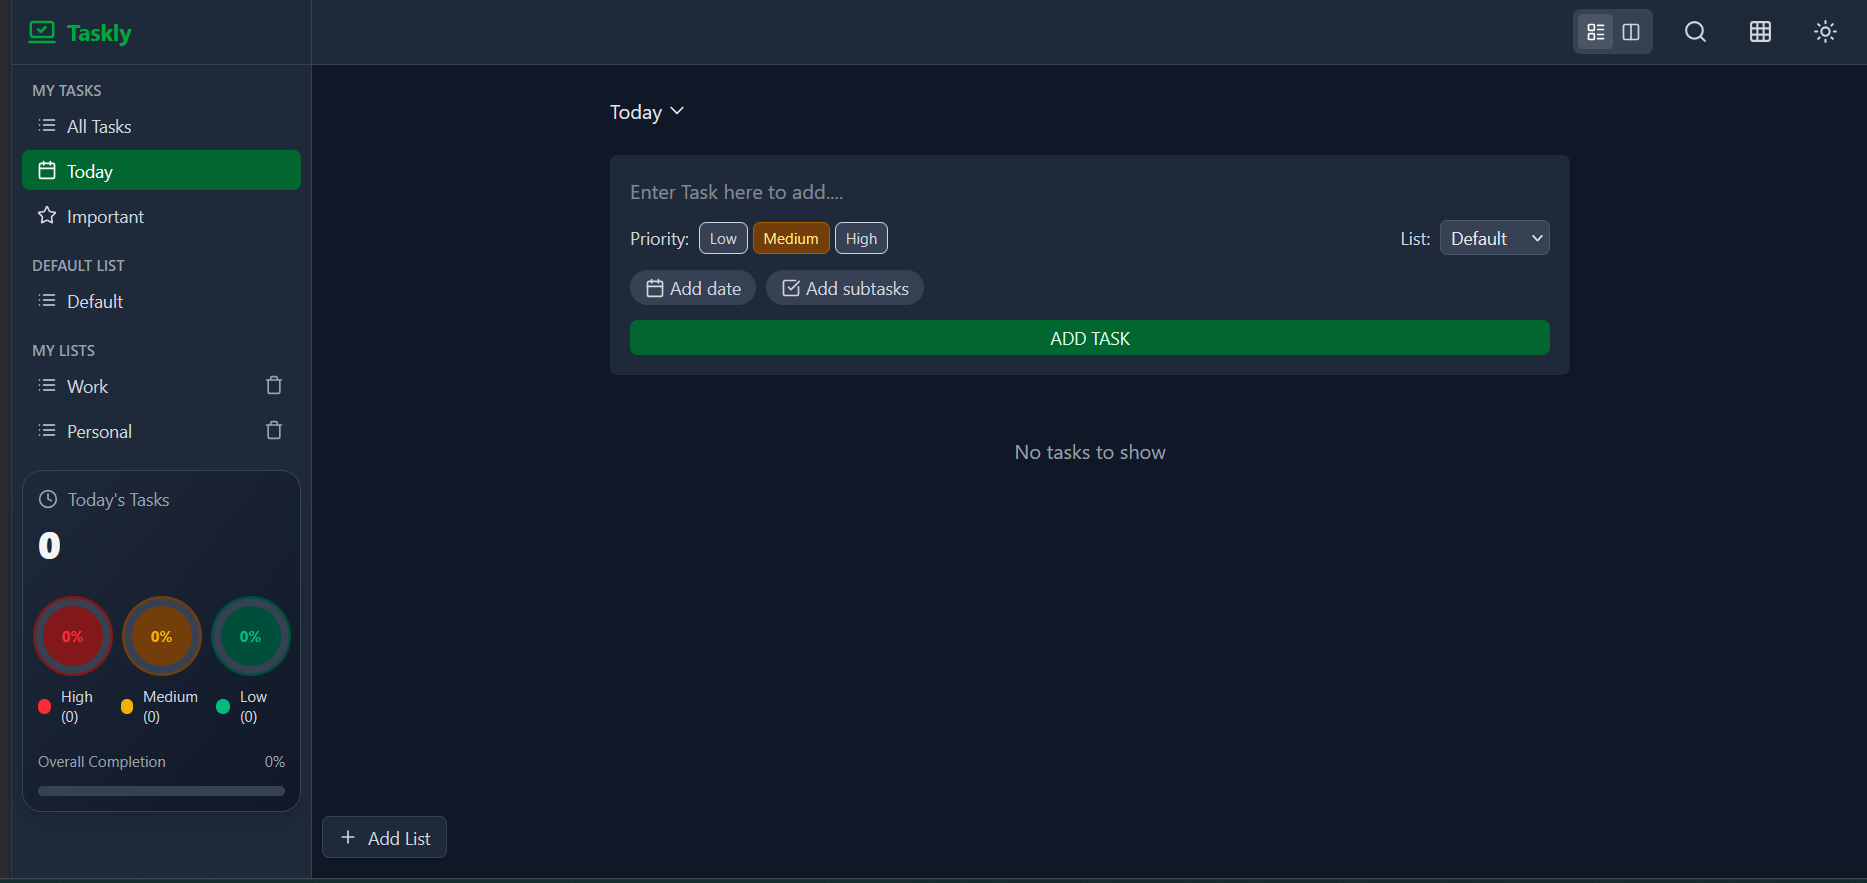 Taskly
MY TASKS
All Tasks
Today
Important
DEFAULT LIST
Default
MY LISTS
Work
Personal
Today's Tasks
0
0% 0% 0%
High (0) Medium (0) Low (0)
Overall Completion 0%
Add List
Today
Enter Task here to add....
Priority: Low Medium High List: Default
Add date Add subtasks
ADD TASK
No tasks to show